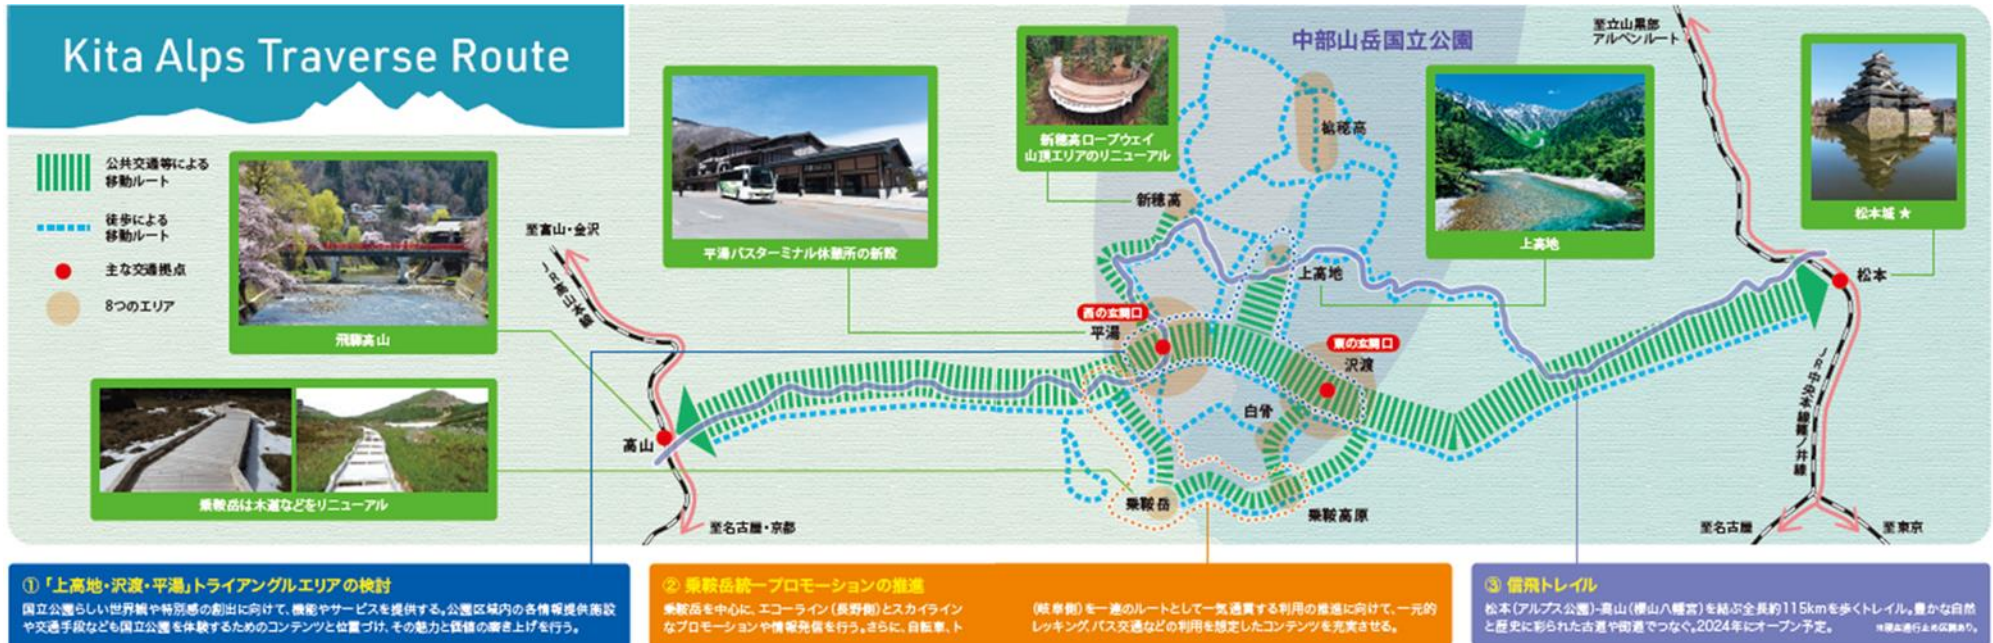 Kita Alps Traverse Route
公共交通等による
移動ルート
徒歩による
移動ルート
主な交通拠点
8つのエリア
飛驒高山
乗鞍岳は木道などをリニューアル
至富山・金沢
JR高山本線
高山
至名古屋・京都
平湯バスターミナル休憩所の新設
新穂高ロープウェイ
山頂エリアのリニューアル
新穂高
中部山岳国立公園
槍穂高
上高地
上高地
西の玄関口
平湯
東の玄関口
沢渡
白骨
乗鞍岳
乗鞍高原
至立山黒部
アルペンルート
松本城 ★
松本
JR中央本線篠ノ井線
至名古屋
至東京
① 「上高地・沢渡・平湯」トライアングルエリアの検討
国立公園らしい世界観や特別感の創出に向けて、機能やサービスを提供する。公園区域内の各情報提供施設
や交通手段なども国立公園を体験するためのコンテンツと位置づけ、その魅力と価値の磨き上げを行う。
② 乗鞍岳統一プロモーションの推進
乗鞍岳を中心に、エコーライン(長野側)とスカイライン
なプロモーションや情報発信を行う。さらに、自転車、ト
(岐阜側)を一連のルートとして一気通貫する利用の推進に向けて、一元的
レッキング、バス交通などの利用を想定したコンテンツを充実させる。
③ 信飛トレイル
松本(アルプス公園)-高山(櫻山八幡宮)を結ぶ全長約115kmを歩くトレイル。豊かな自然
と歴史に彩られた古道や街道でつなぐ。2024年にオープン予定。
※現在通行止め区間あり。